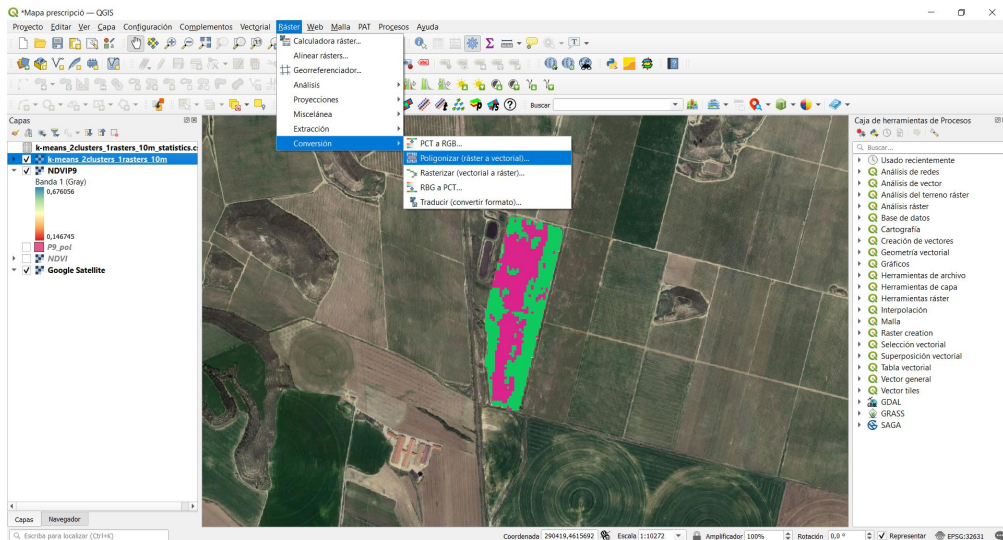 *Mapa prescripció — QGIS
Proyecto Editar Ver Capa Configuración Complementos Vectorial Ráster Web Malla PAT Procesos Ayuda
Calculadora ráster...
Alinear rásters...
Georreferenciador...
Análisis
Proyecciones
Miscelánea
Extracción
Conversión
PCT a RGB...
Poligonizar (ráster a vectorial)...
Rasterizar (vectorial a ráster)...
RBG a PCT...
Traducir (convertir formato)...
Buscar
Capas
k-means_2clusters_1rasters_10m_statistics.c
k-means_2clusters_1rasters_10m
NDVIP9
Banda 1 (Gray)
0,676056
0,146745
P9_pol
NDVI
Google Satellite
Caja de herramientas de Procesos
Buscar...
Usado recientemente
Análisis de redes
Análisis de vector
Análisis del terreno ráster
Análisis ráster
Base de datos
Cartografía
Creación de vectores
Geometría vectorial
Gráficos
Herramientas de archivo
Herramientas de capa
Herramientas ráster
Interpolación
Malla
Raster creation
Selección vectorial
Superposición vectorial
Tabla vectorial
Vector general
Vector tiles
GDAL
GRASS
SAGA
Capas Navegador
Escriba para localizar (Ctrl+K)
Coordenada 290419,4615692 Escala 1:10272 Amplificador 100% Rotación 0,0 ° Representar EPSG:32631